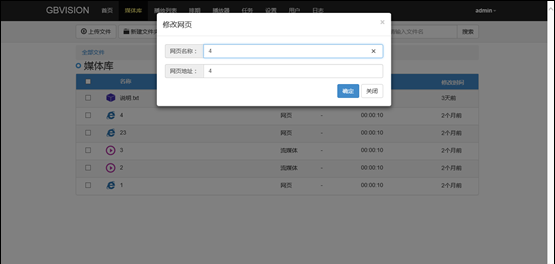 GBVISION 首页 媒体库 播放列表 排期 播放器 任务 设置 用户 日志 admin
修改网页 ×
上传文件 新建文件夹 输入文件名 搜索
网页名称： 4 ×
全部文件
媒体库
网页地址： 4
名称 修改时间
确定 关闭
说明.txt 3天前
4 网页 - 00:00:10 2个月前
23 网页 - 00:00:10 2个月前
3 流媒体 - 00:00:10 2个月前
2 流媒体 - 00:00:10 2个月前
1 网页 - 00:00:10 2个月前